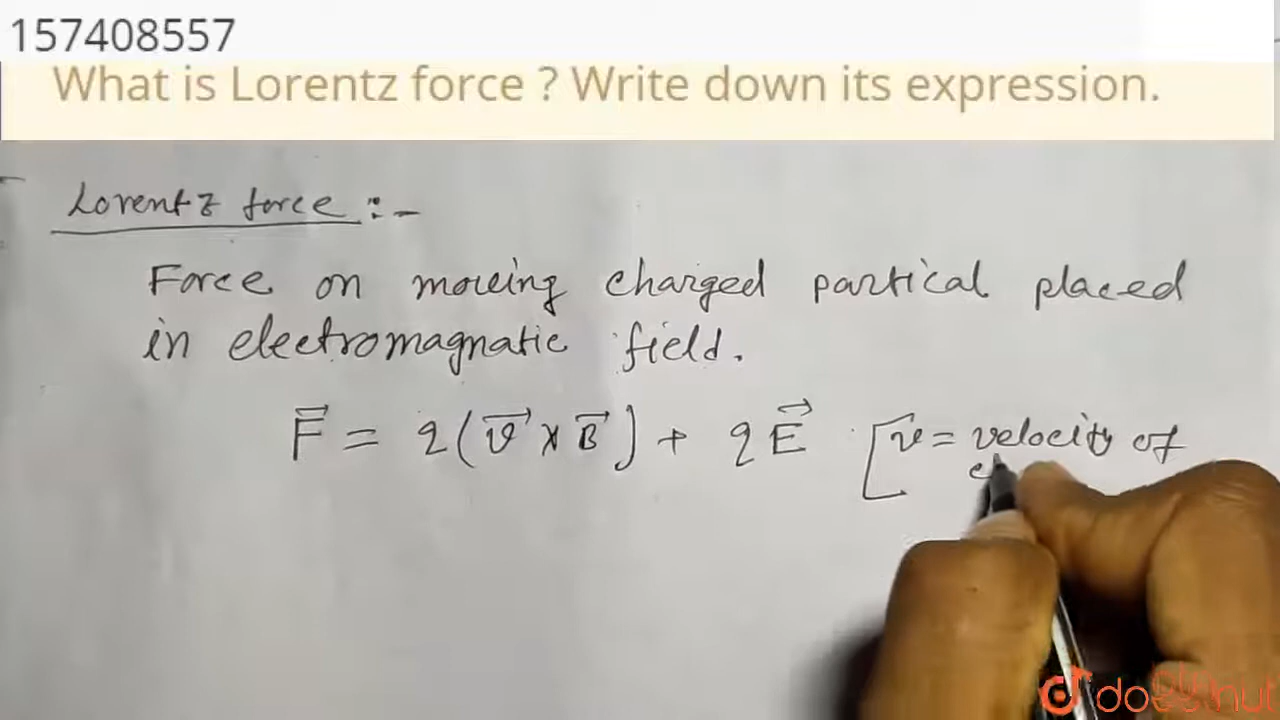 157408557
What is Lorentz force ? Write down its expression.
Lorentz force :-
Force on moving charged partical placed
in electromagnatic field.
F⃗ = q(v⃗ × B⃗) + qE⃗ [v = velocity of
doubtnut